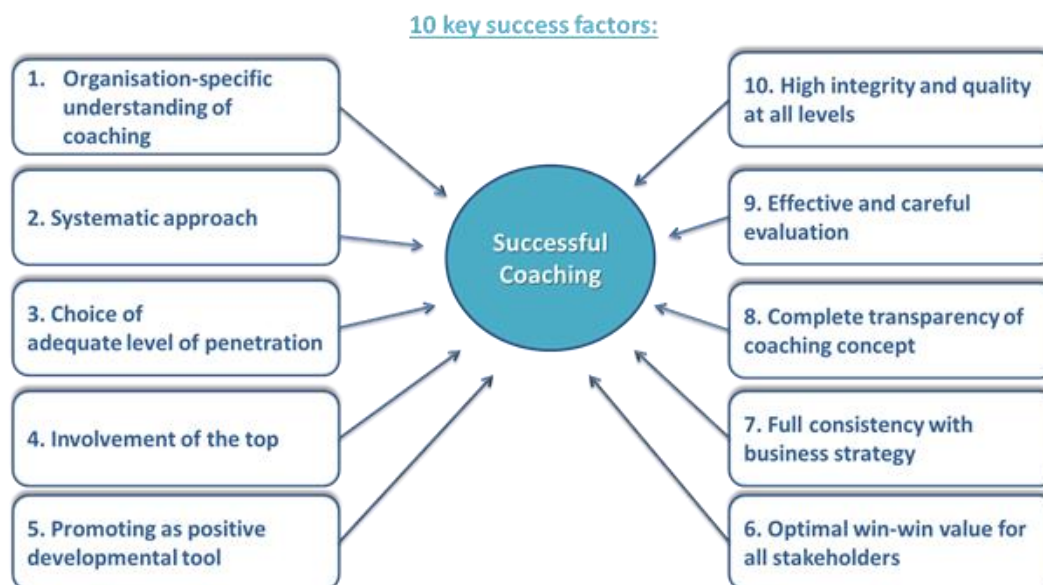 10 key success factors:
1. Organisation-specific
understanding of
coaching
2. Systematic approach
3. Choice of
adequate level of penetration
4. Involvement of the top
5. Promoting as positive
developmental tool
Successful
Coaching
10. High integrity and quality
at all levels
9. Effective and careful
evaluation
8. Complete transparency of
coaching concept
7. Full consistency with
business strategy
6. Optimal win-win value for
all stakeholders